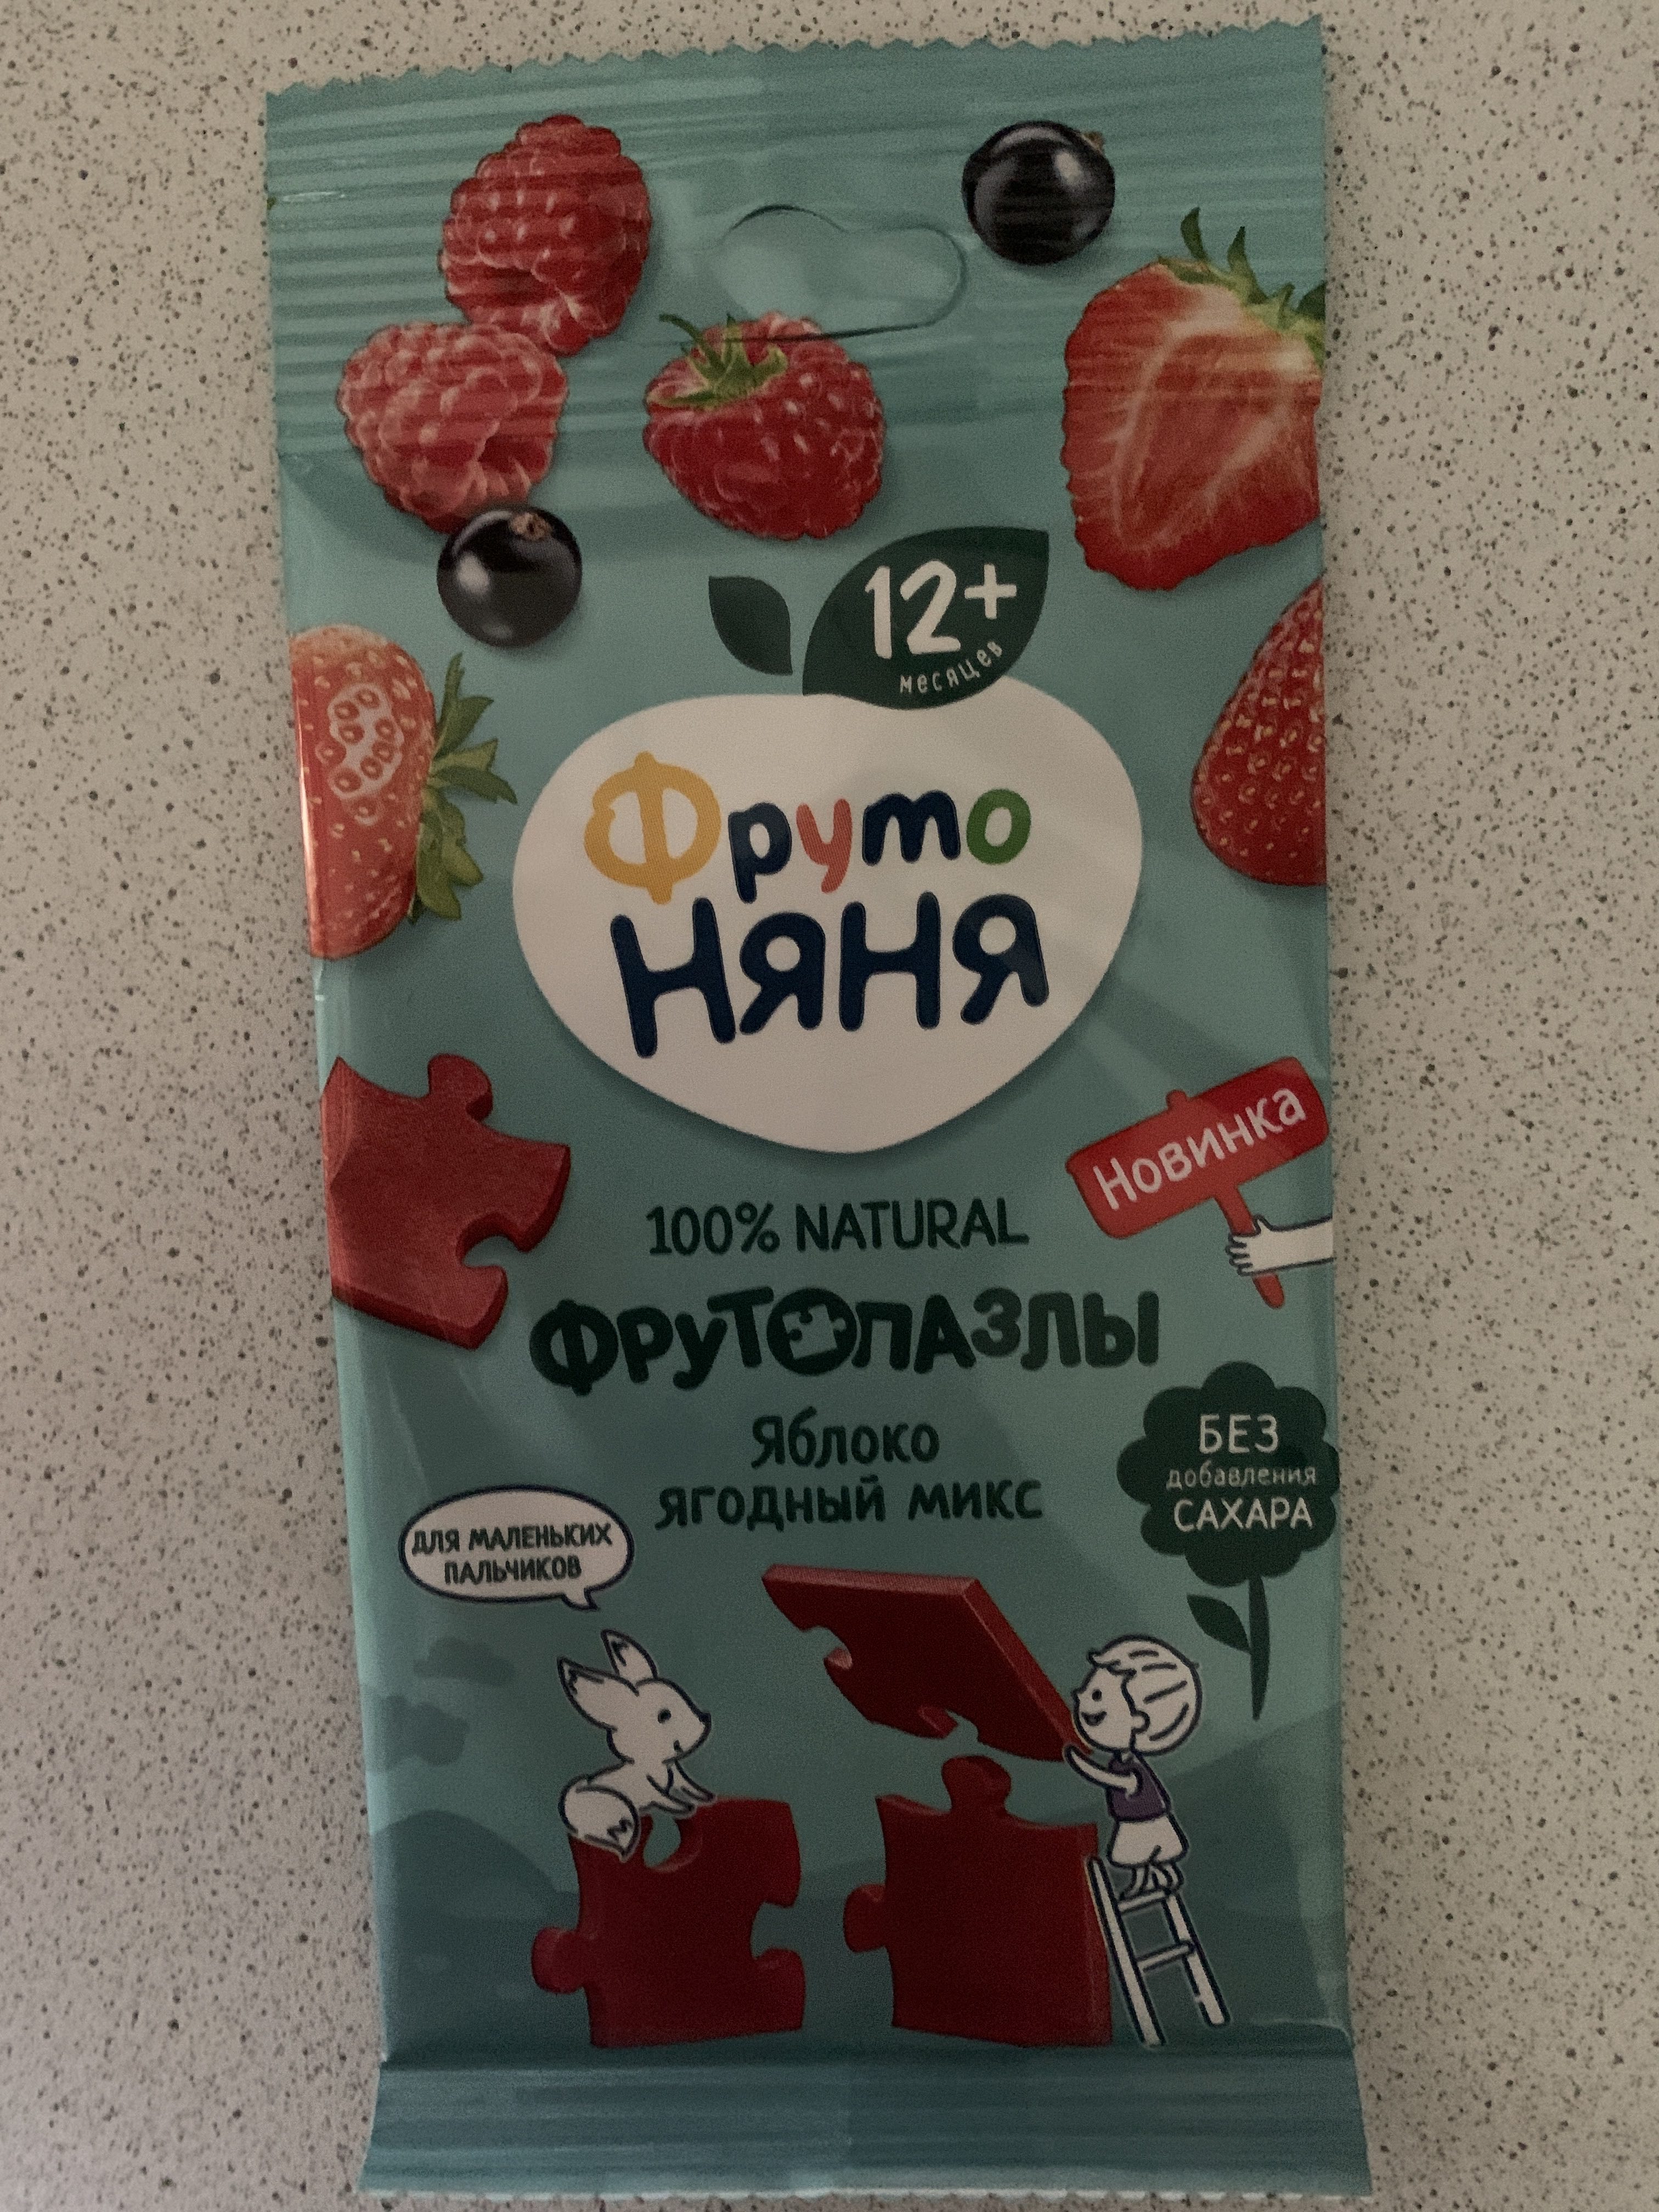 12+
месяцев
Фруто
НЯНЯ
Новинка
100% NATURAL
ФРУТОПАЗЛЫ
Яблоко
ягодный микс
БЕЗ
добавления
САХАРА
ДЛЯ МАЛЕНЬКИХ
ПАЛЬЧИКОВ